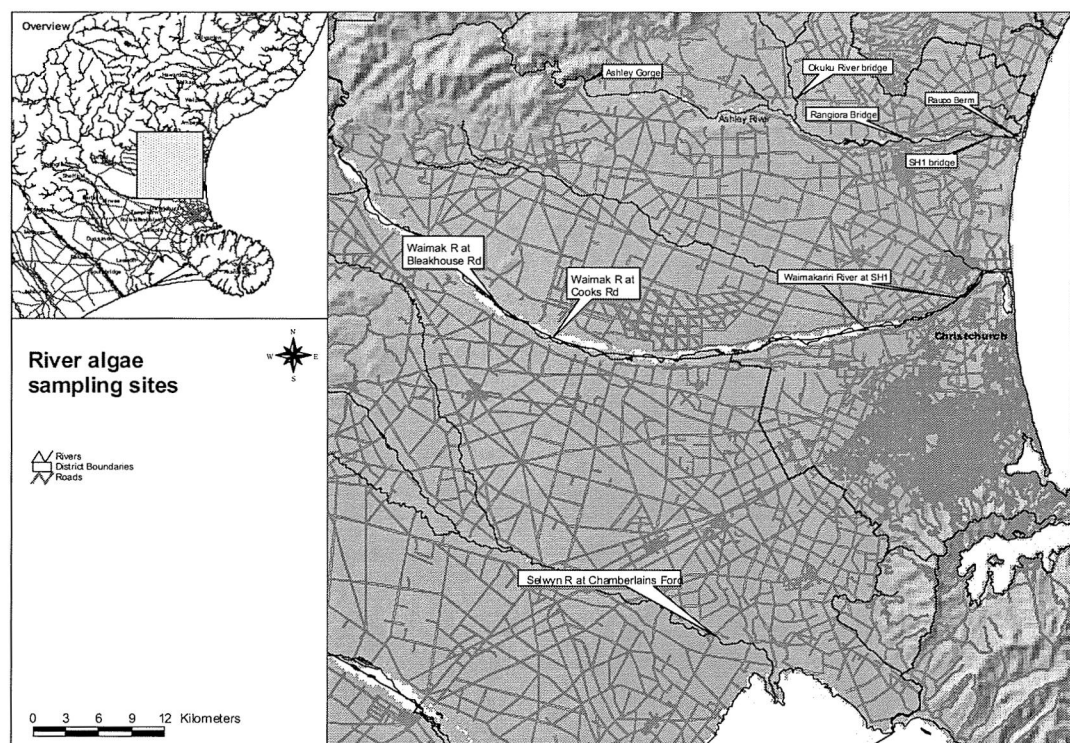 Overview
River algae
sampling sites
N
W E
S
Rivers
District Boundaries
Roads
0 3 6 9 12 Kilometers
Ashley Gorge
Okuku River bridge
Ashley River
Rangiora Bridge
Raupo Berm
SH1 bridge
Waimak R at
Bleakhouse Rd
Waimak R at
Cooks Rd
Waimakariri River at SH1
Christchurch
Selwyn R at Chamberlains Ford